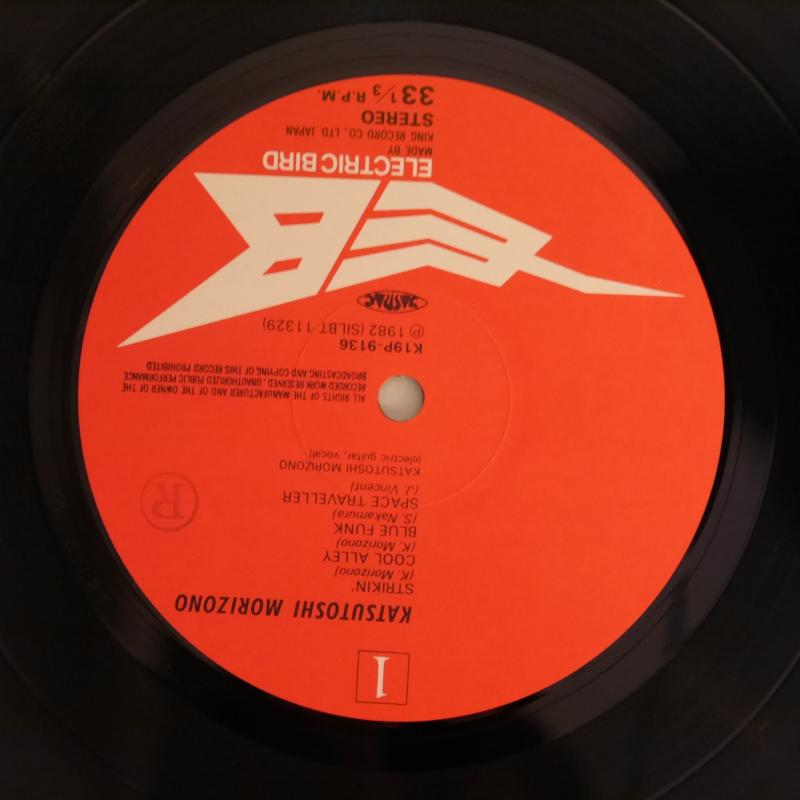 1
KATSUTOSHI MORIZONO
STRIKIN'
(K. Morizono)
COOL ALLEY
(K. Morizono)
BLUE FUNK
(S. Nakamura)
SPACE TRAVELLER
(J. Vincent)
KATSUTOSHI MORIZONO
(electric guitar, vocal)
ALL RIGHTS OF THE MANUFACTURER AND OF THE OWNER OF THE
RECORDED WORK RESERVED. UNAUTHORIZED PUBLIC PERFORMANCE
BROADCASTING AND COPYING OF THIS RECORD PROHIBITED
K19P-9136
℗ 1982 (SILBT 11329)
JASRAC
EB
ELECTRIC BIRD
MADE BY
KING RECORD CO., LTD. JAPAN
STEREO
33 1/3 R.P.M.
R